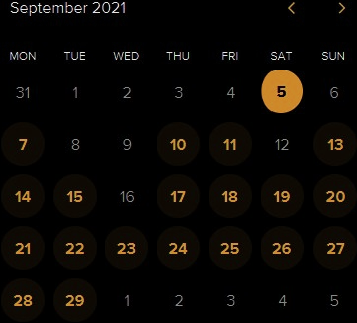 September 2021
MON TUE WED THU FRI SAT SUN
31 1 2 3 4 5 6
7 8 9 10 11 12 13
14 15 16 17 18 19 20
21 22 23 24 25 26 27
28 29 1 2 3 4 5